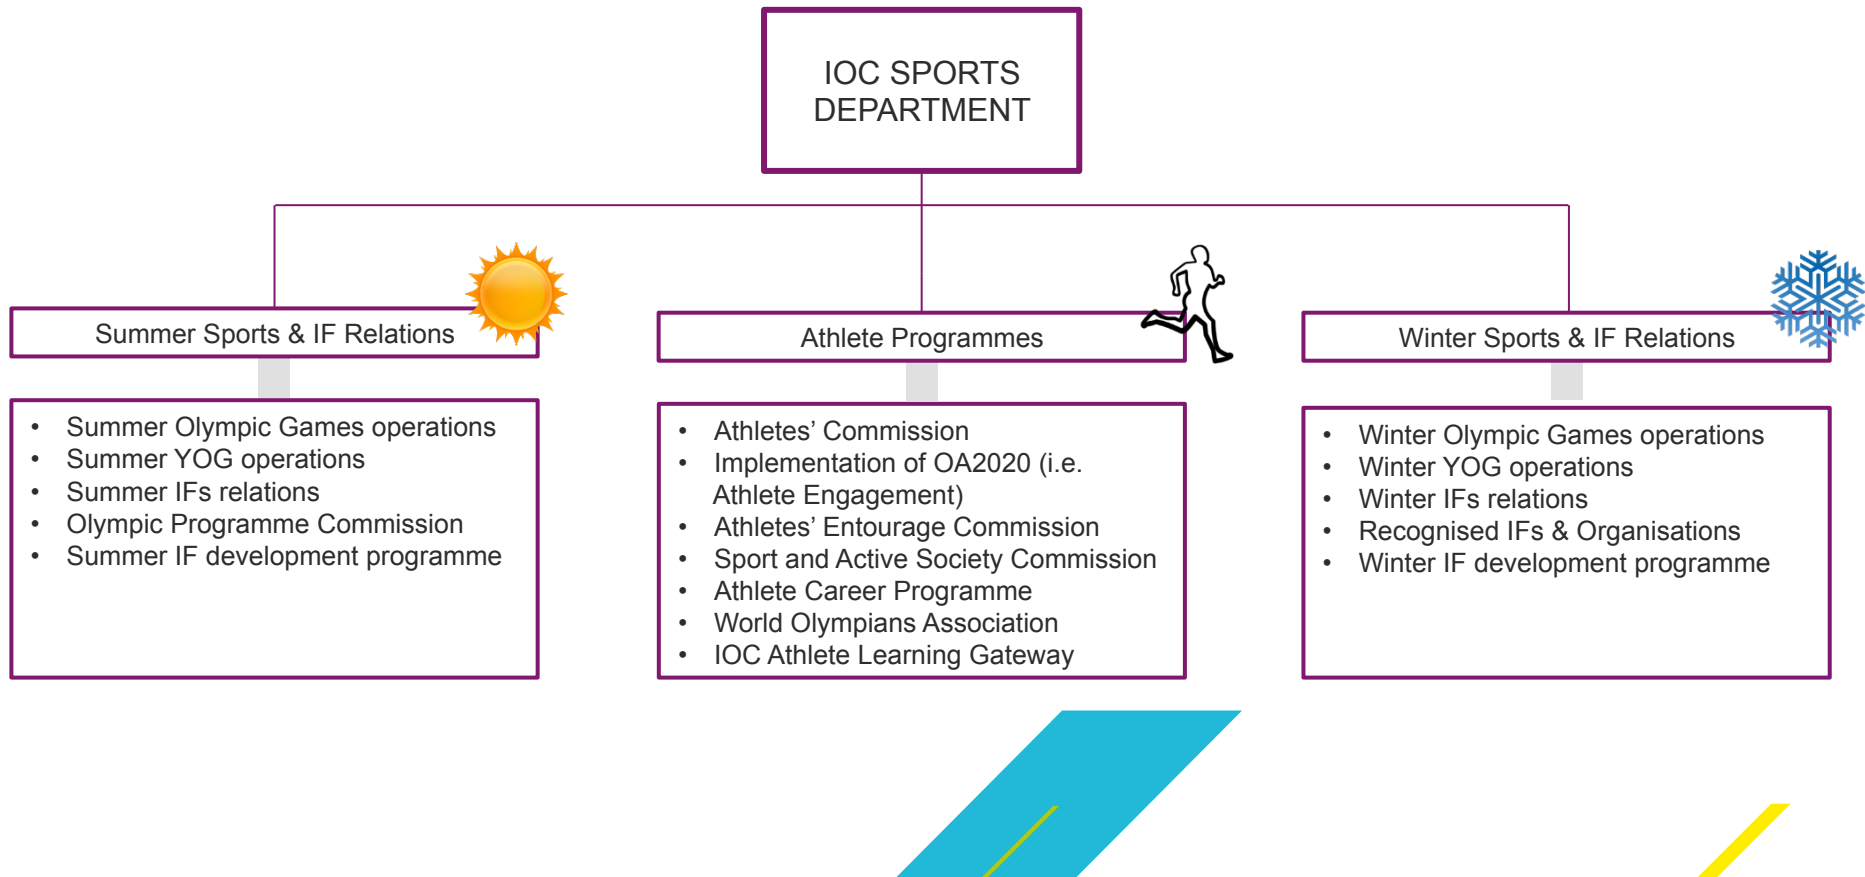 IOC SPORTS
DEPARTMENT
Summer Sports & IF Relations
• Summer Olympic Games operations
• Summer YOG operations
• Summer IFs relations
• Olympic Programme Commission
• Summer IF development programme
Athlete Programmes
• Athletes’ Commission
• Implementation of OA2020 (i.e.
Athlete Engagement)
• Athletes’ Entourage Commission
• Sport and Active Society Commission
• Athlete Career Programme
• World Olympians Association
• IOC Athlete Learning Gateway
Winter Sports & IF Relations
• Winter Olympic Games operations
• Winter YOG operations
• Winter IFs relations
• Recognised IFs & Organisations
• Winter IF development programme